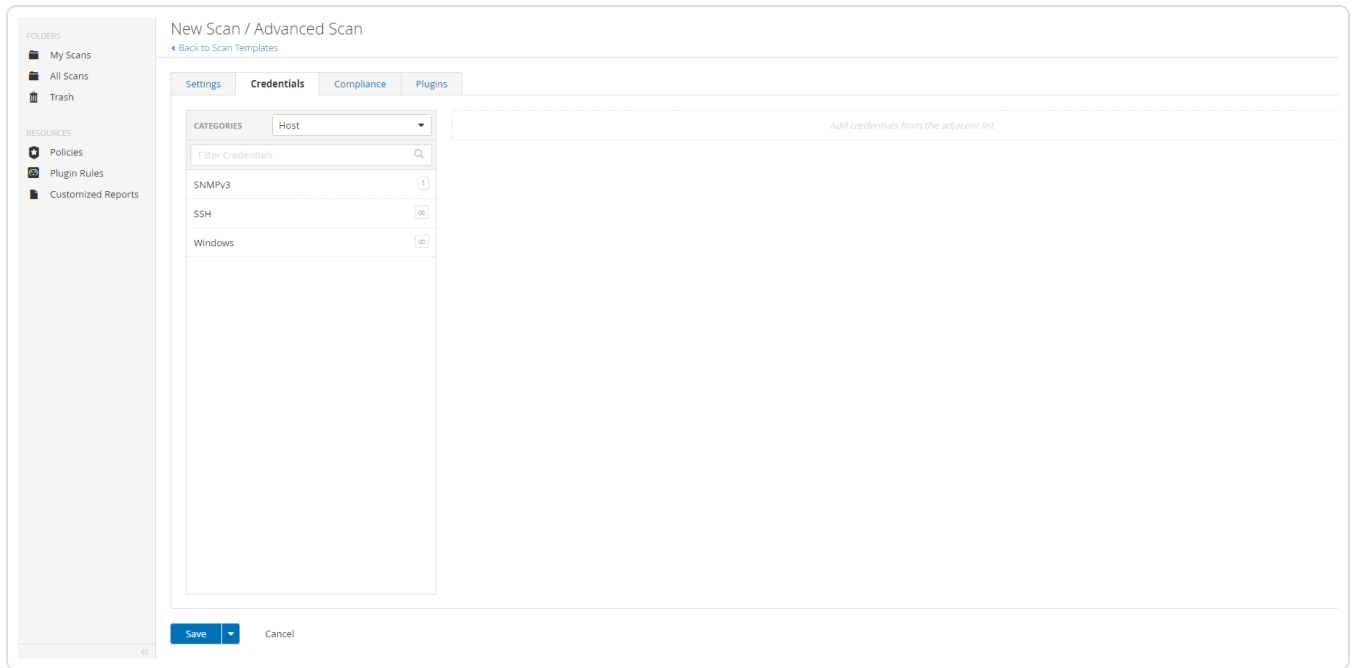 FOLDERS
My Scans
All Scans
Trash
RESOURCES
Policies
Plugin Rules
Customized Reports
New Scan / Advanced Scan
Back to Scan Templates
Settings Credentials Compliance Plugins
CATEGORIES Host
Filter Credentials
SNMPv3 1
SSH ∞
Windows ∞
Add credentials from the adjacent list
Save Cancel